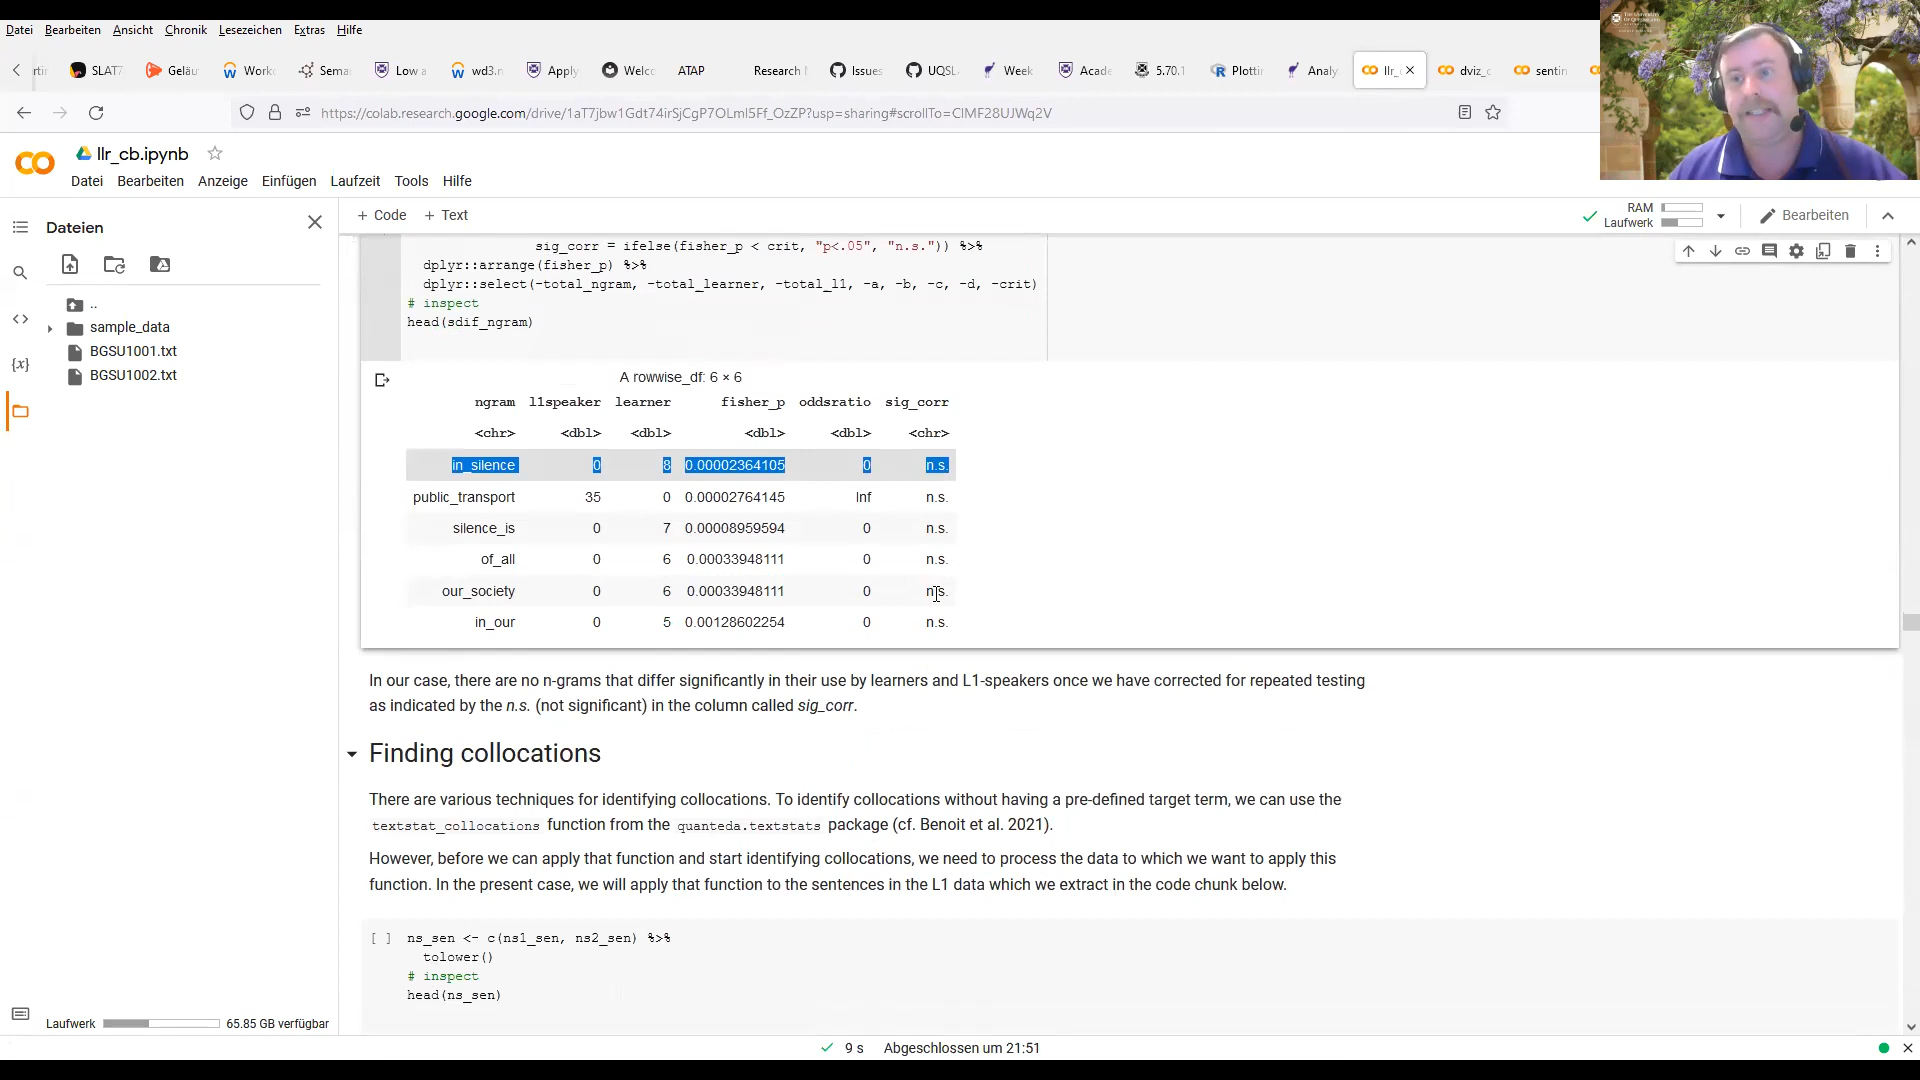 Datei Bearbeiten Ansicht Chronik Lesezeichen Extras Hilfe
SLAT7 Geläu Work Sema Low a wd3.r Apply Welc ATAP Research Issues UQSL Week Acade 5.70.1 Plottin Analy llr_c dviz_c sentin
https://colab.research.google.com/drive/1aT7jbw1Gdt74irSjCgP7OLml5Ff_OzZP?usp=sharing#scrollTo=CIMF28UJWq2V
llr_cb.ipynb
Datei Bearbeiten Anzeige Einfügen Laufzeit Tools Hilfe
Dateien
+ Code + Text
RAM
Laufwerk
Bearbeiten
..
sample_data
BGSU1001.txt
BGSU1002.txt
{x}
sig_corr = ifelse(fisher_p < crit, "p<.05", "n.s.")) %>%
dplyr::arrange(fisher_p) %>%
dplyr::select(-total_ngram, -total_learner, -total_l1, -a, -b, -c, -d, -crit)
# inspect
head(sdif_ngram)
A rowwise_df: 6 × 6
ngram l1speaker learner fisher_p oddsratio sig_corr
<chr> <dbl> <dbl> <dbl> <dbl> <chr>
in_silence 0 8 0.00002364105 0 n.s.
public_transport 35 0 0.00002764145 Inf n.s.
silence_is 0 7 0.00008959594 0 n.s.
of_all 0 6 0.00033948111 0 n.s.
our_society 0 6 0.00033948111 0 n.s.
in_our 0 5 0.00128602254 0 n.s.
In our case, there are no n-grams that differ significantly in their use by learners and L1-speakers once we have corrected for repeated testing
as indicated by the n.s. (not significant) in the column called sig_corr.
Finding collocations
There are various techniques for identifying collocations. To identify collocations without having a pre-defined target term, we can use the
textstat_collocations function from the quanteda.textstats package (cf. Benoit et al. 2021).
However, before we can apply that function and start identifying collocations, we need to process the data to which we want to apply this
function. In the present case, we will apply that function to the sentences in the L1 data which we extract in the code chunk below.
[ ] ns_sen <- c(ns1_sen, ns2_sen) %>%
tolower()
# inspect
head(ns_sen)
Laufwerk 65.85 GB verfügbar
9 s Abgeschlossen um 21:51